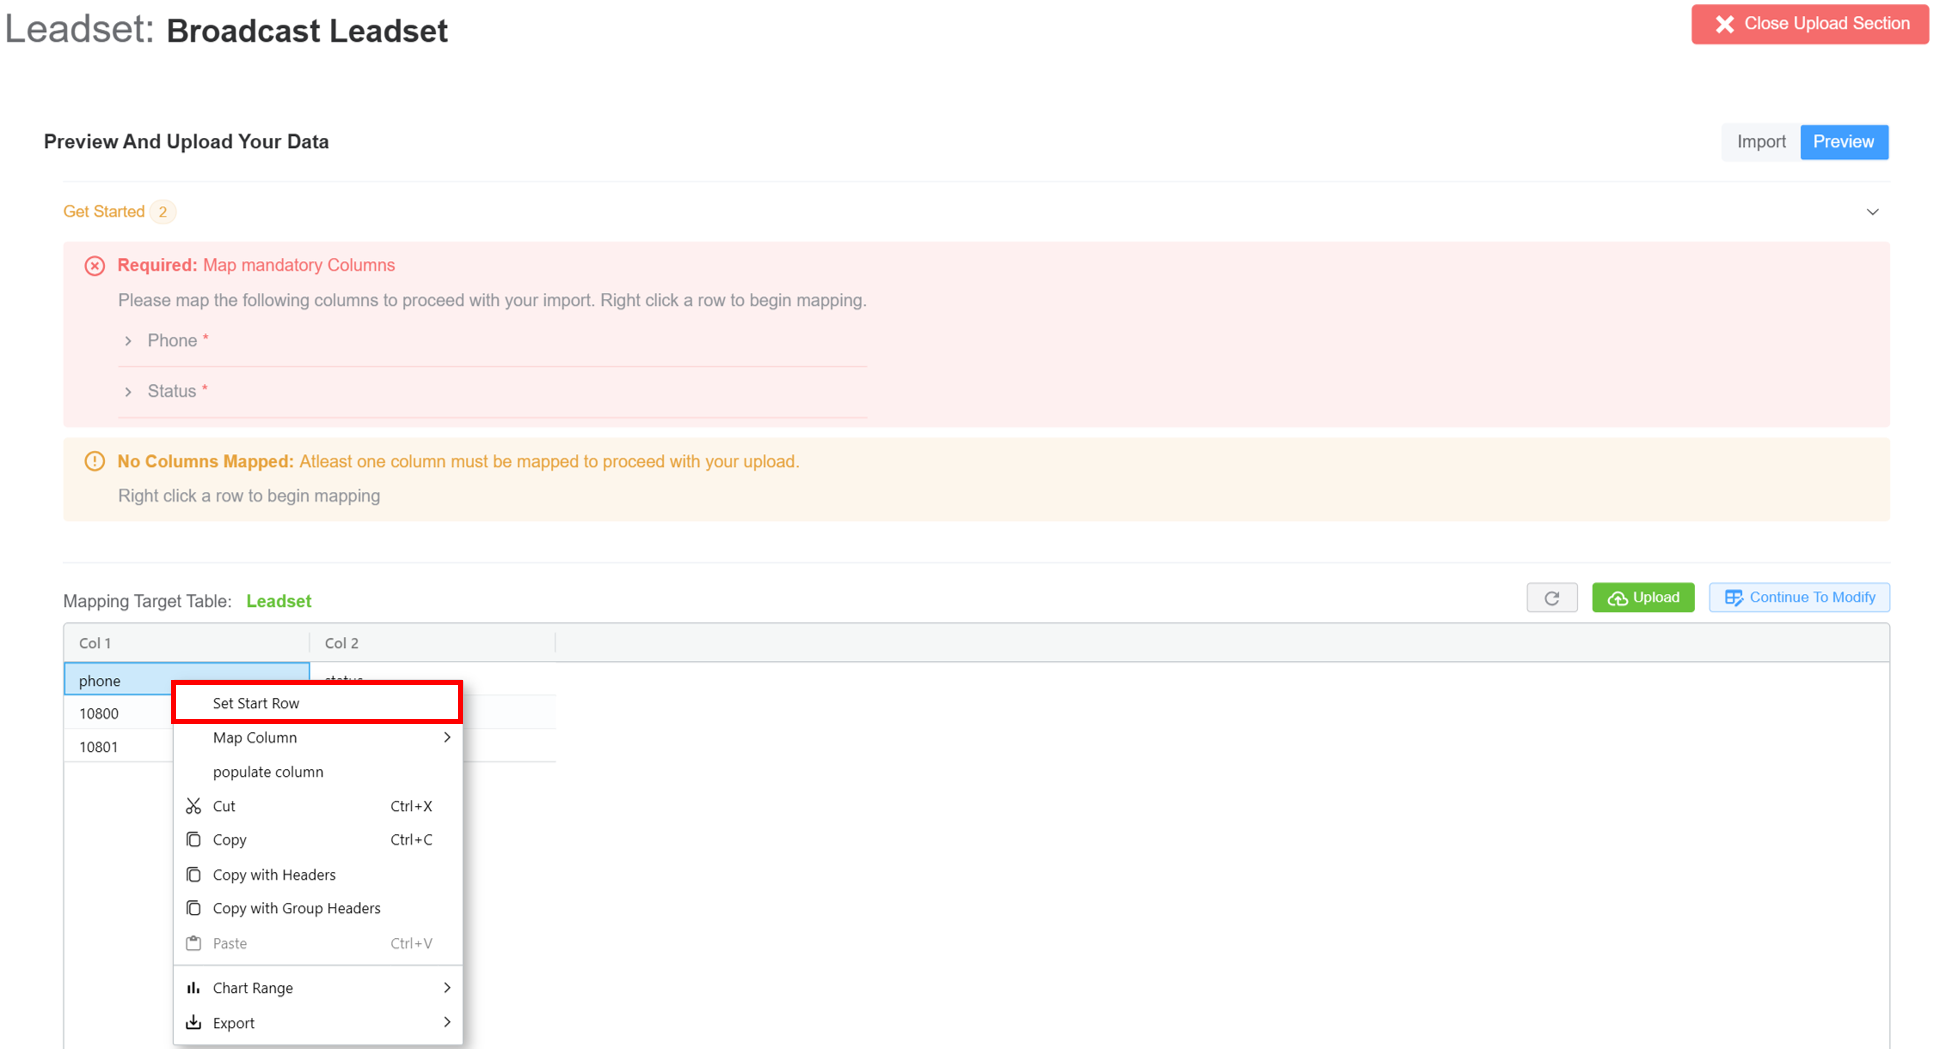 Leadset: Broadcast Leadset
Close Upload Section
Preview And Upload Your Data
Import Preview
Get Started 2
Required: Map mandatory Columns
Please map the following columns to proceed with your import. Right click a row to begin mapping.
Phone *
Status *
No Columns Mapped: Atleast one column must be mapped to proceed with your upload.
Right click a row to begin mapping
Mapping Target Table: Leadset
Upload
Continue To Modify
Col 1 Col 2
phone status
10800
10801
Set Start Row
Map Column
populate column
Cut Ctrl+X
Copy Ctrl+C
Copy with Headers
Copy with Group Headers
Paste Ctrl+V
Chart Range
Export